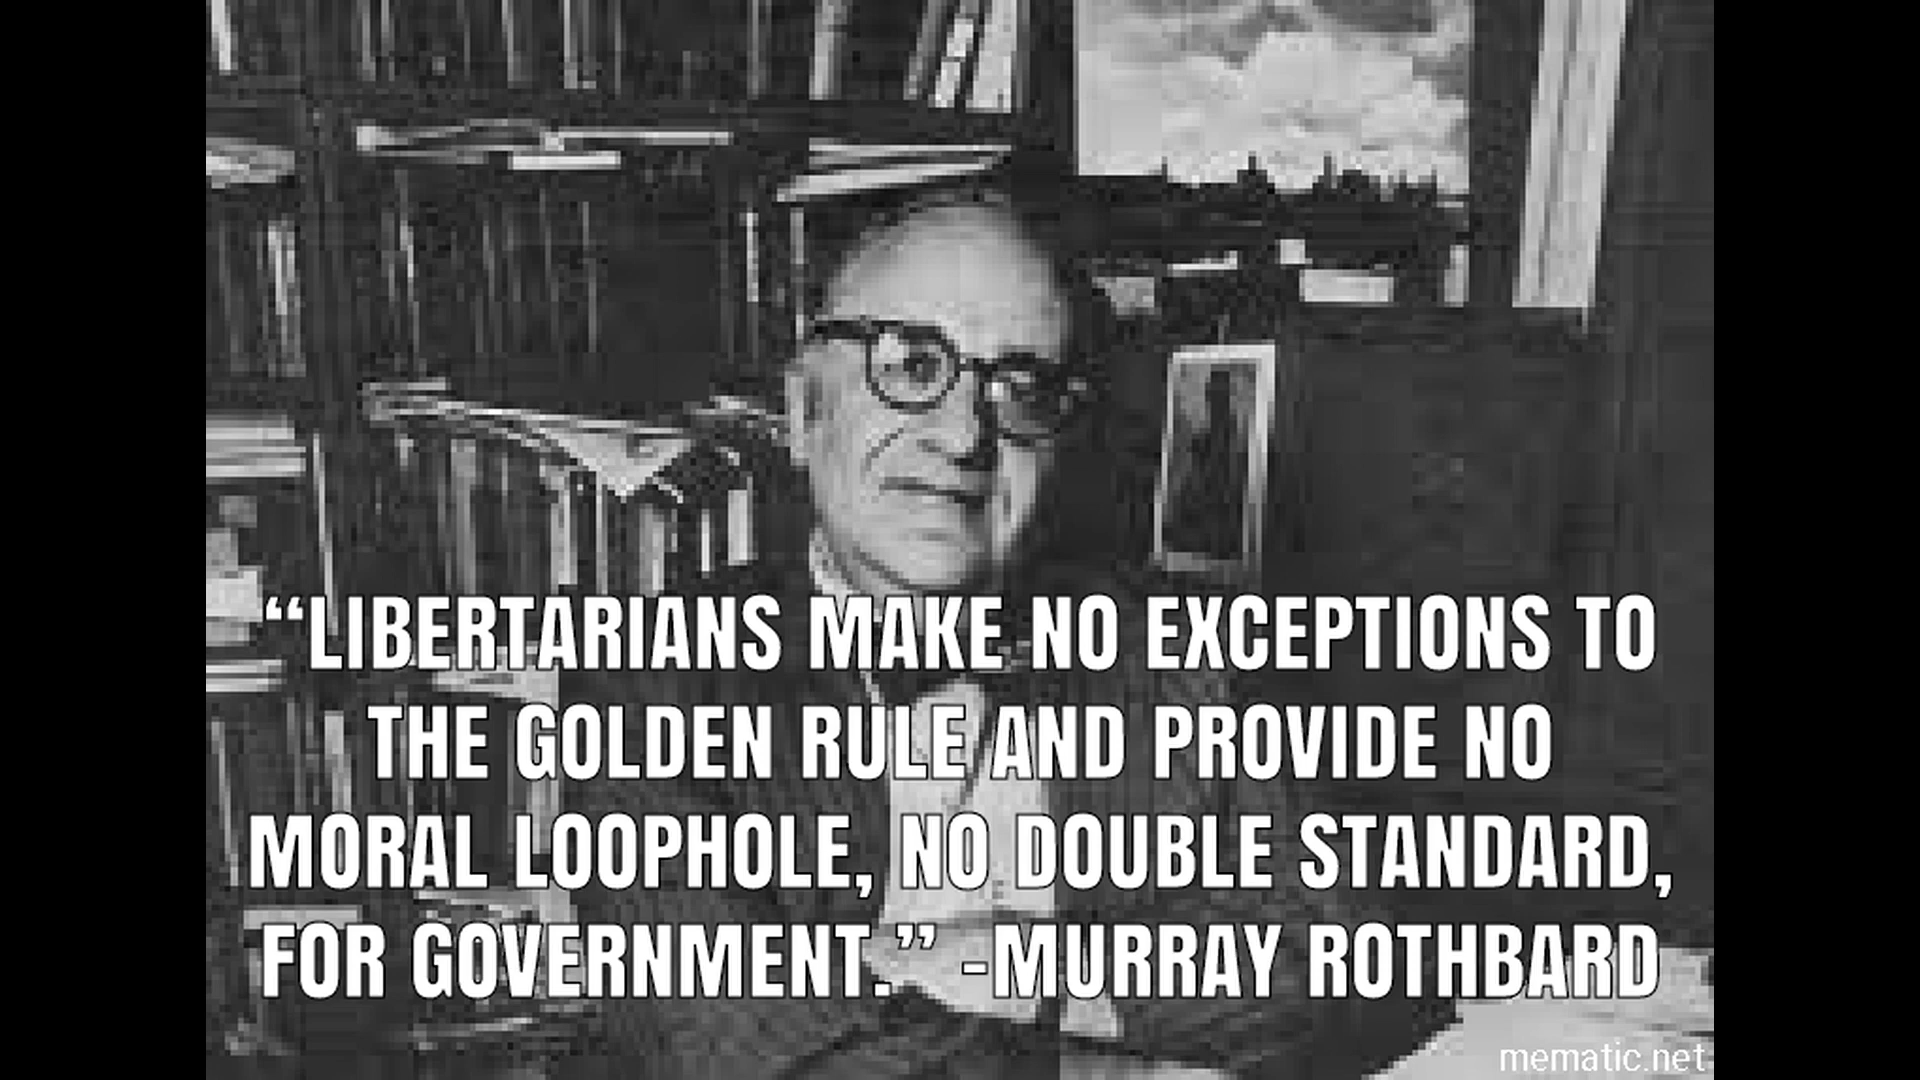 “LIBERTARIANS MAKE NO EXCEPTIONS TO
THE GOLDEN RULE AND PROVIDE NO
MORAL LOOPHOLE, NO DOUBLE STANDARD,
FOR GOVERNMENT.” -MURRAY ROTHBARD
mematic.net